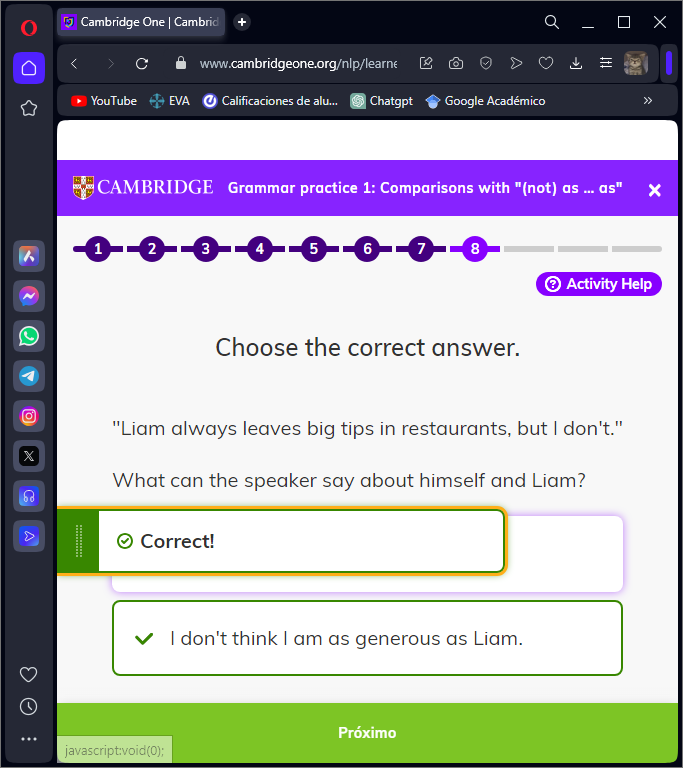 Cambridge One | Cambrid
www.cambridgeone.org/nlp/learne
YouTube EVA Calificaciones de alu... Chatgpt Google Académico »
CAMBRIDGE Grammar practice 1: Comparisons with "(not) as ... as"
1 2 3 4 5 6 7 8
Activity Help
Choose the correct answer.
"Liam always leaves big tips in restaurants, but I don't."
What can the speaker say about himself and Liam?
Correct!
I don't think I am as generous as Liam.
Próximo
javascript:void(0);